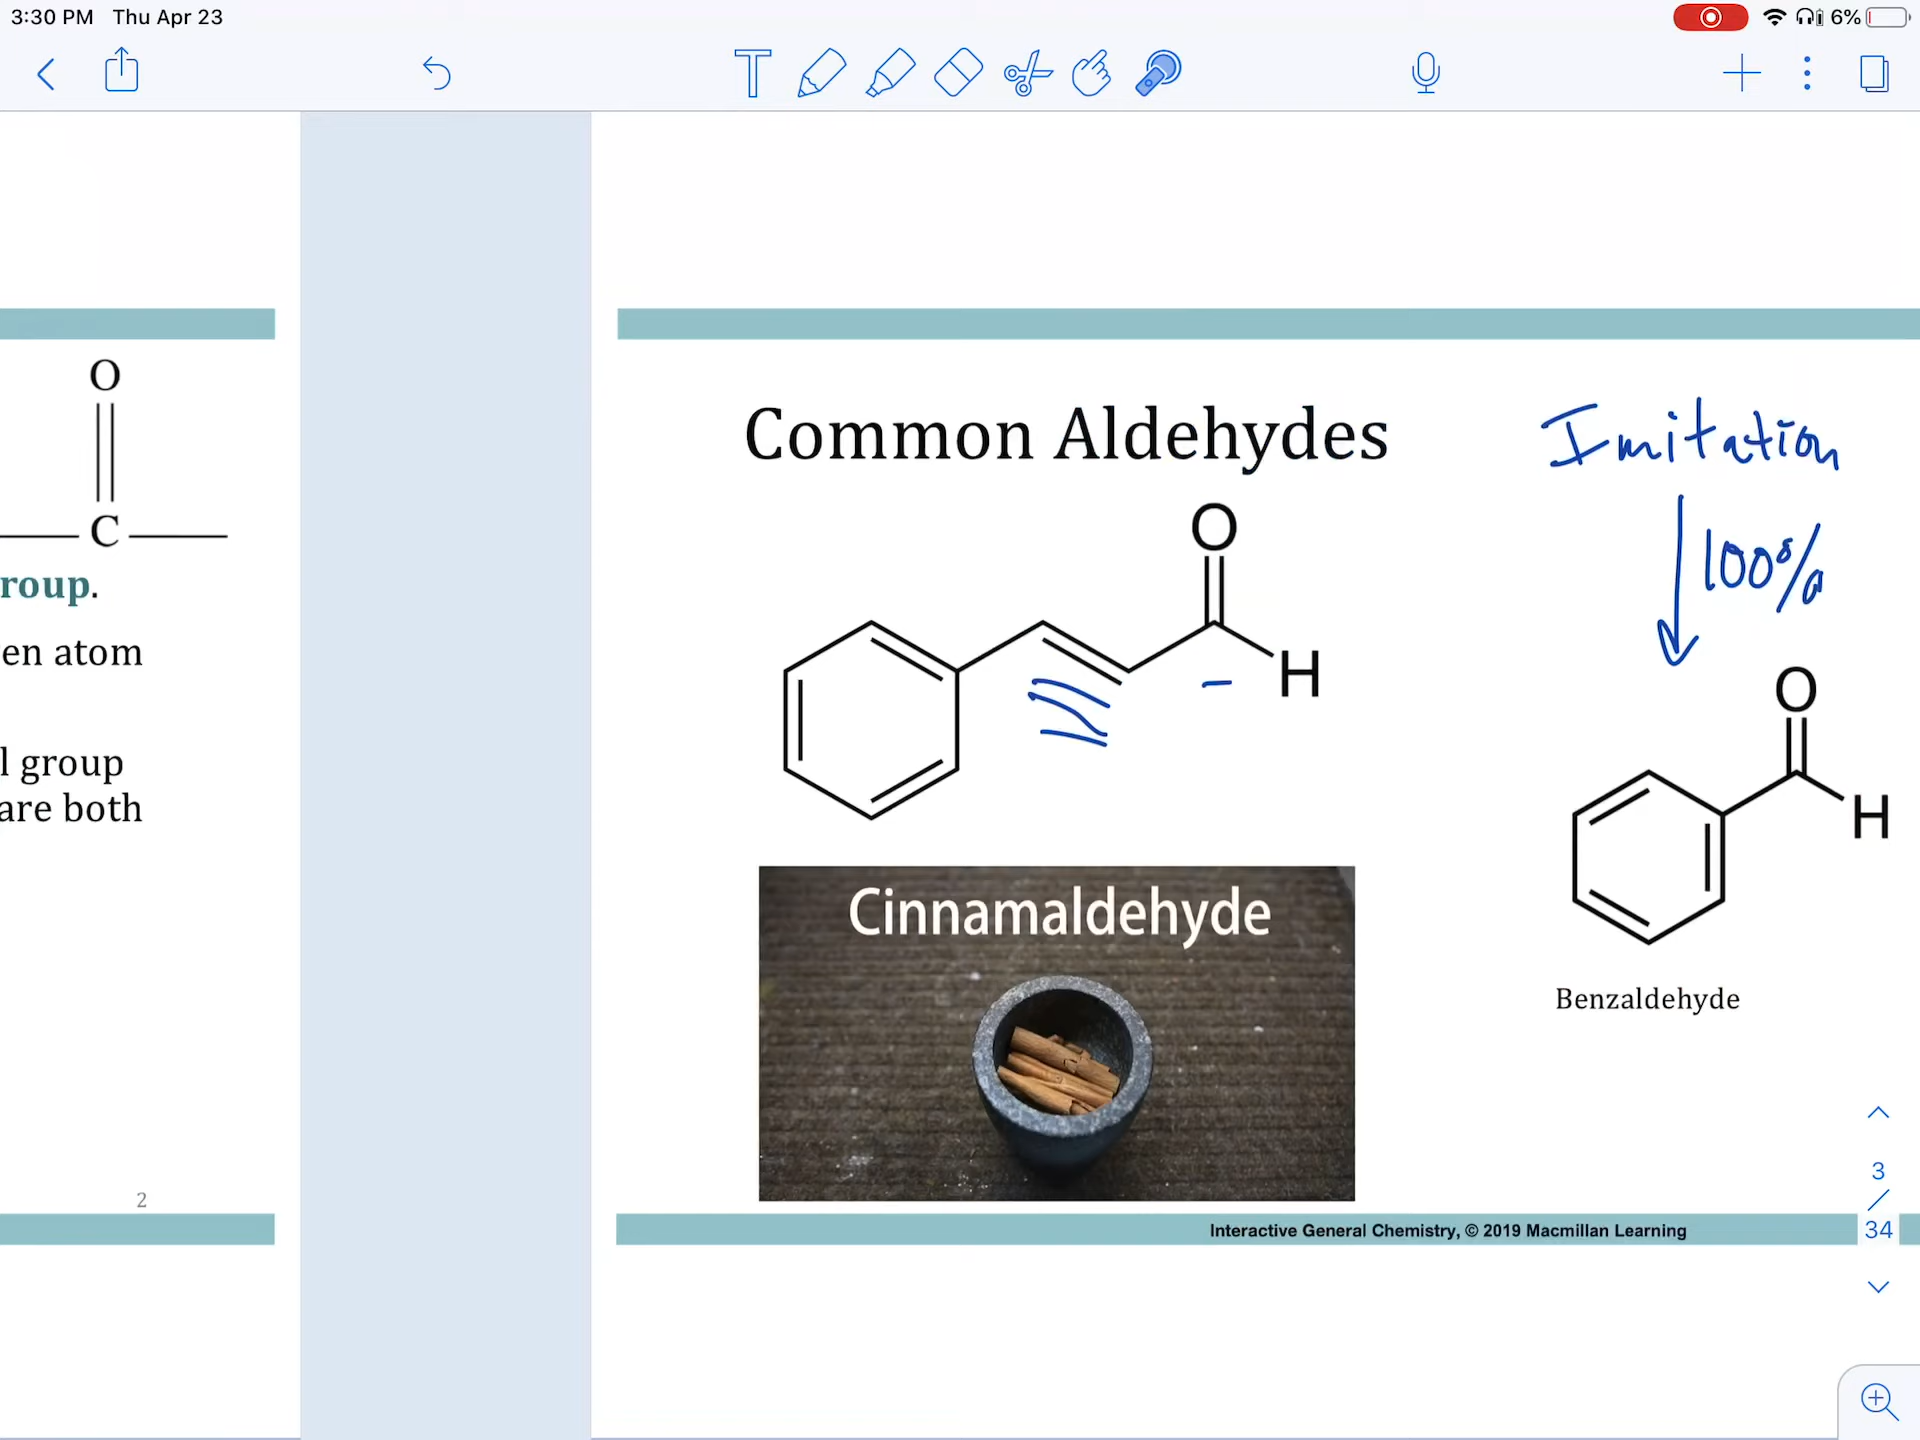 3:30 PM Thu Apr 23
6%
T
O
C
roup.
en atom
l group
are both
2
Common Aldehydes
O
H
Imitation
100%
O
H
Cinnamaldehyde
Benzaldehyde
Interactive General Chemistry, © 2019 Macmillan Learning
3
/
34